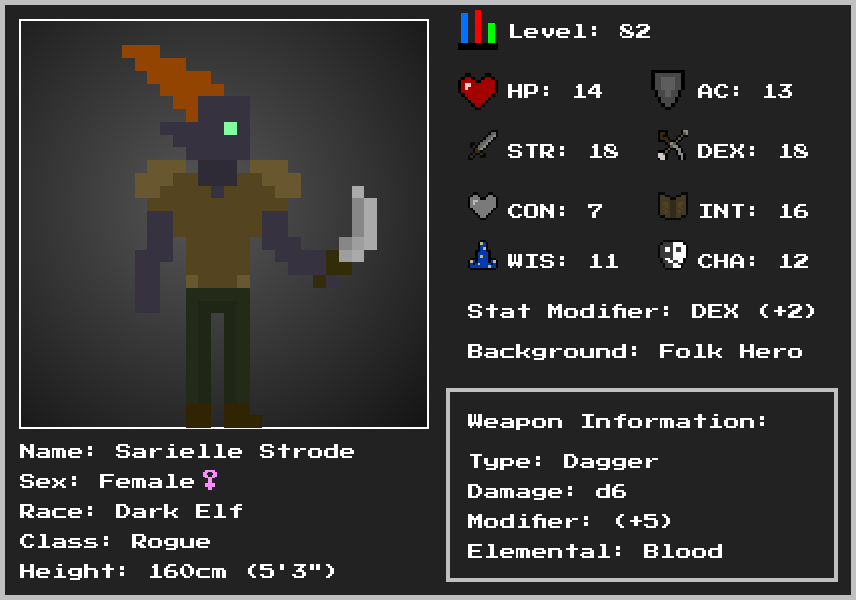 Level: 82
HP: 14 AC: 13
STR: 18 DEX: 18
CON: 7 INT: 16
WIS: 11 CHA: 12
Stat Modifier: DEX (+2)
Background: Folk Hero
Weapon Information:
Type: Dagger
Damage: d6
Modifier: (+5)
Elemental: Blood
Name: Sarielle Strode
Sex: Female♀
Race: Dark Elf
Class: Rogue
Height: 160cm (5'3")